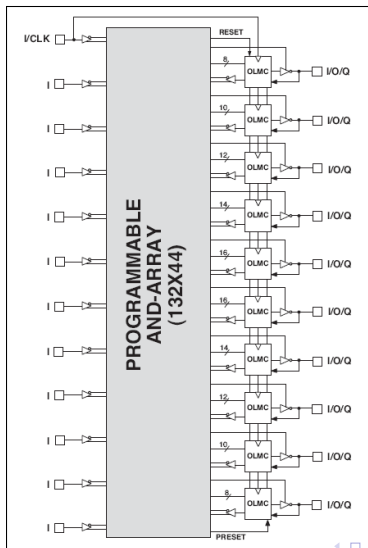 RESET
I/CLK
8
OLMC
I/O/Q
I
10
OLMC
I/O/Q
I
12
OLMC
I/O/Q
I
14
OLMC
I/O/Q
I
16
OLMC
I/O/Q
I
PROGRAMMABLE
AND-ARRAY
(132X44)
16
OLMC
I/O/Q
I
14
OLMC
I/O/Q
I
12
OLMC
I/O/Q
I
10
OLMC
I/O/Q
I
8
OLMC
I/O/Q
I
PRESET
I